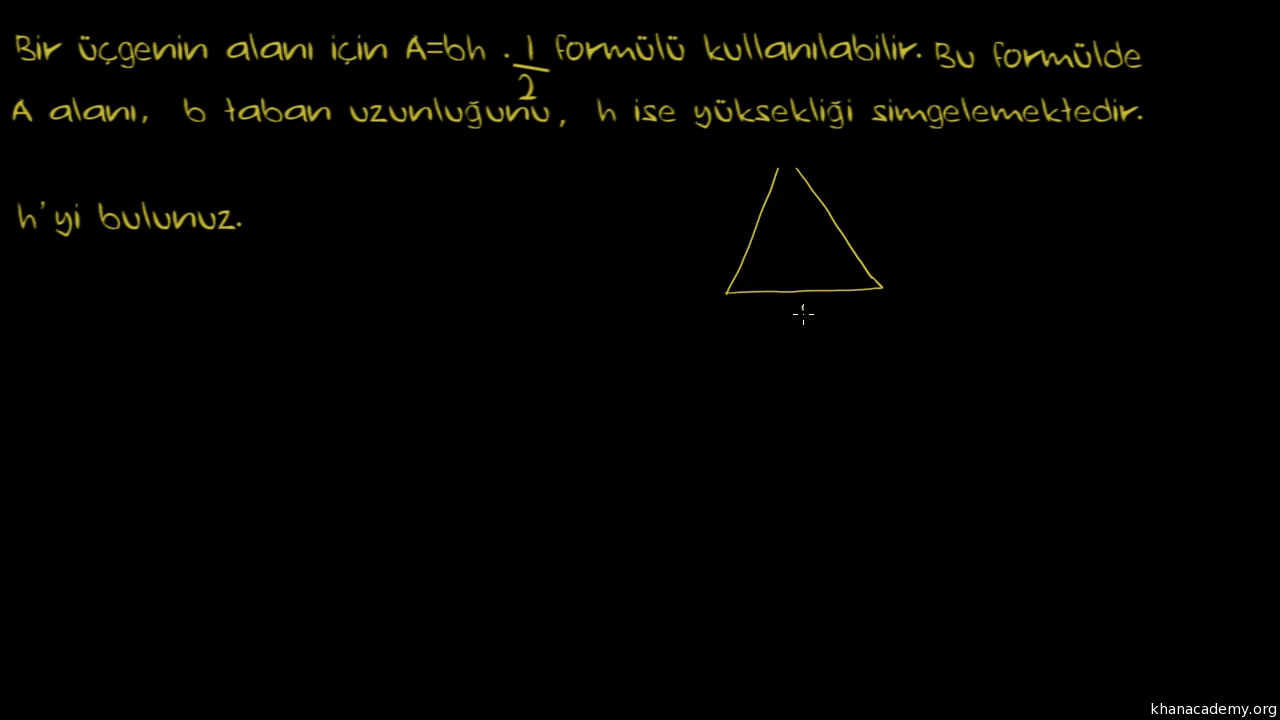 Bir üçgenin alanı için A=bh . 1/2 formülü kullanılabilir. Bu formülde
A alanı, b taban uzunluğunu, h ise yüksekliği simgelemektedir.
h'yi bulunuz.
khanacademy.org